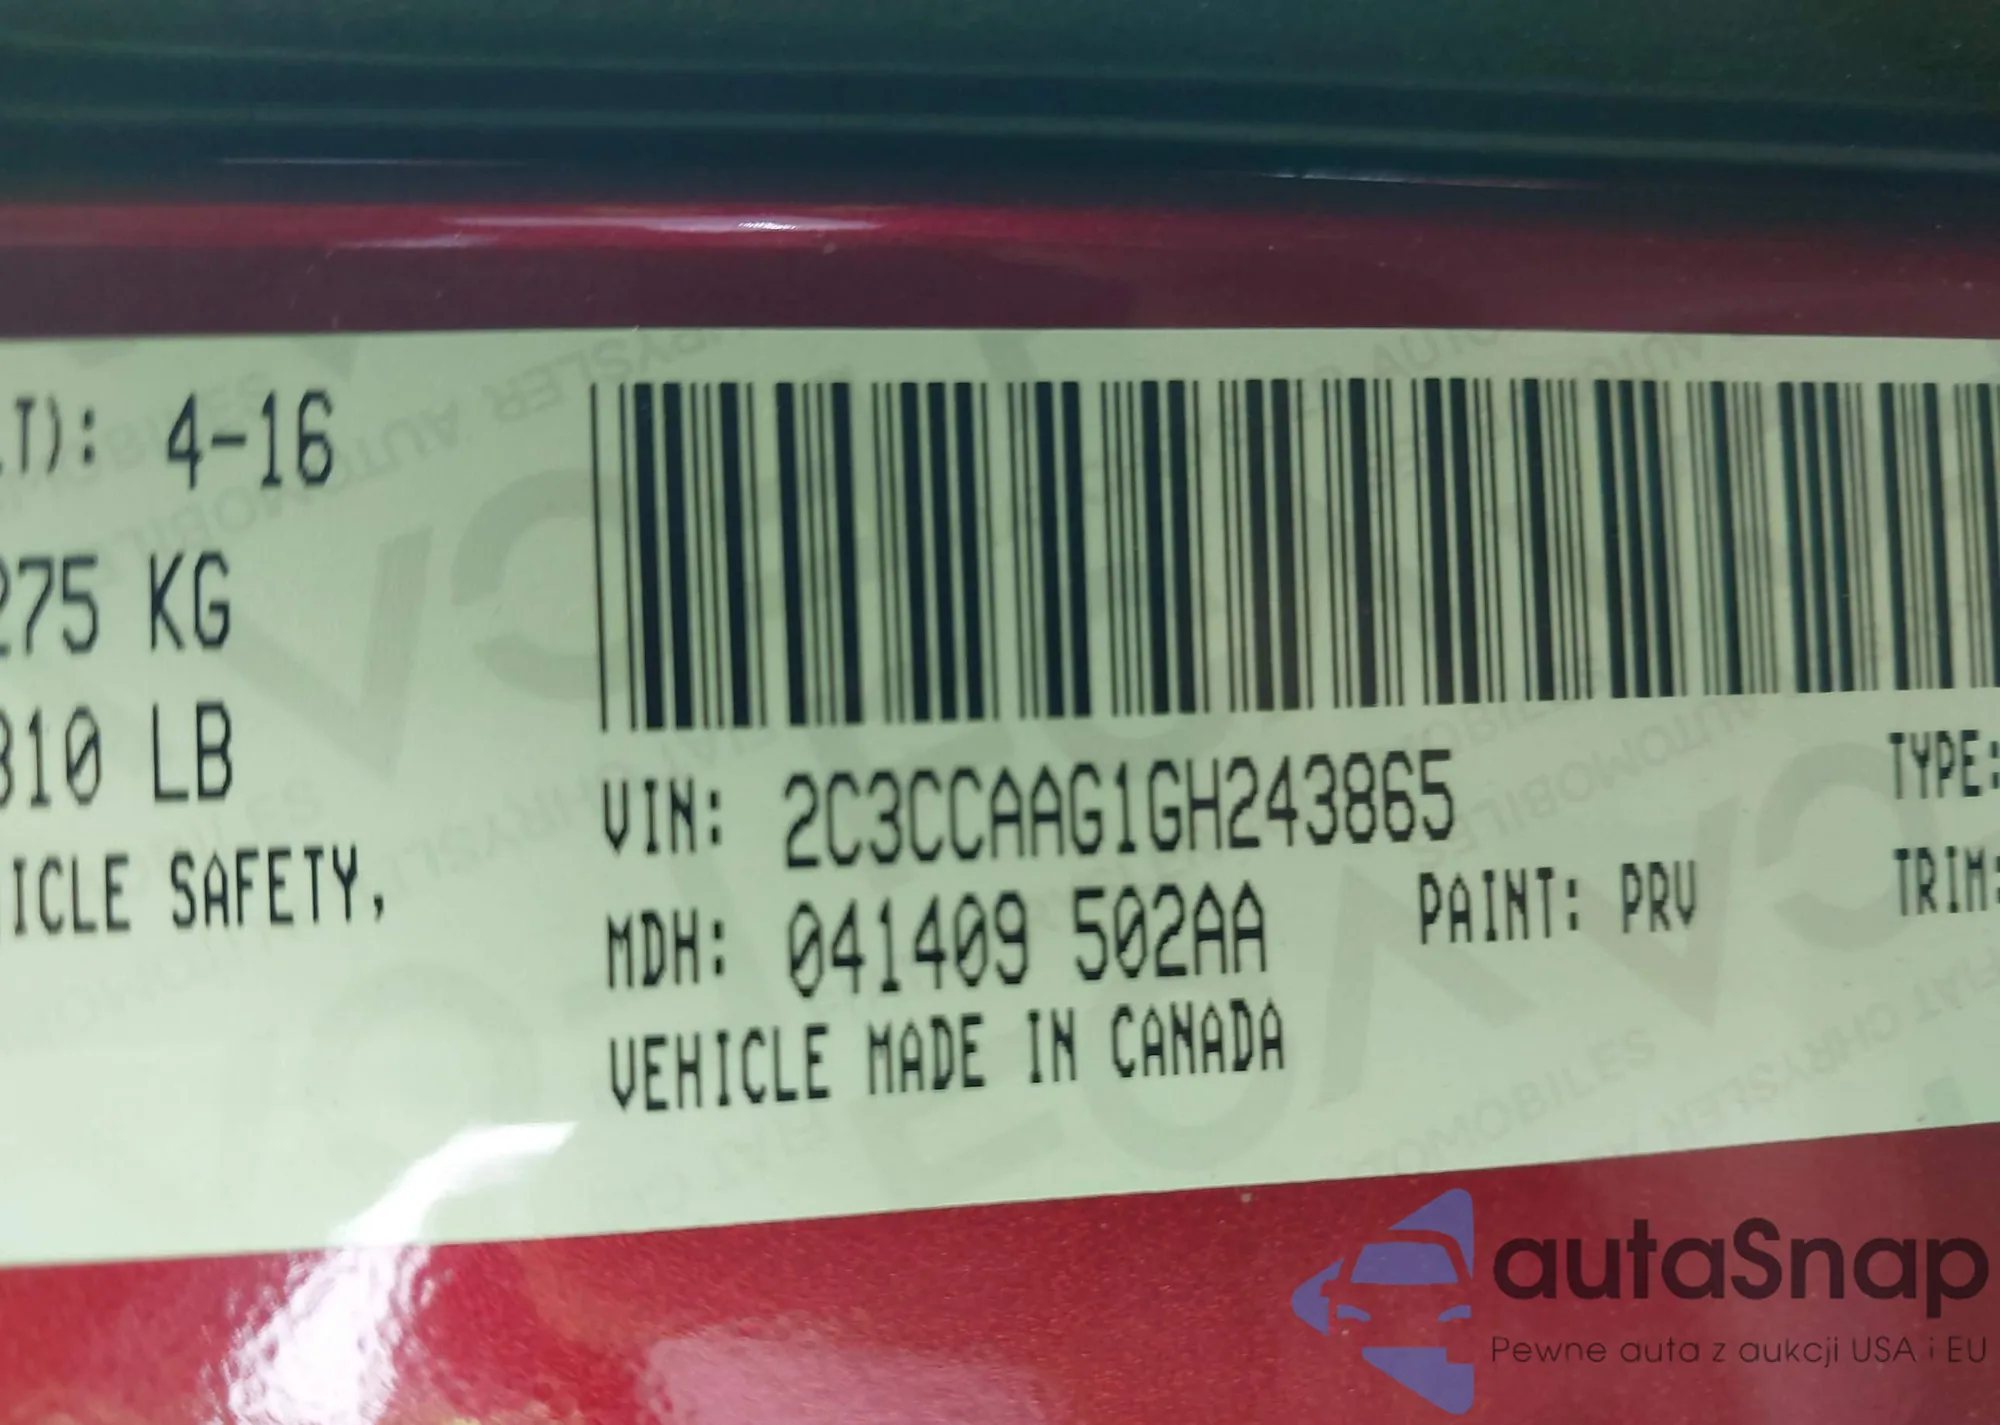 T): 4-16
275 KG
310 LB
ICLE SAFETY,
VIN: 2C3CCAAG1GH243865
TYPE:
MDH: 041409 502AA
PAINT: PRV
TRIM:
VEHICLE MADE IN CANADA
autaSnap
Pewne auta z aukcji USA i EU